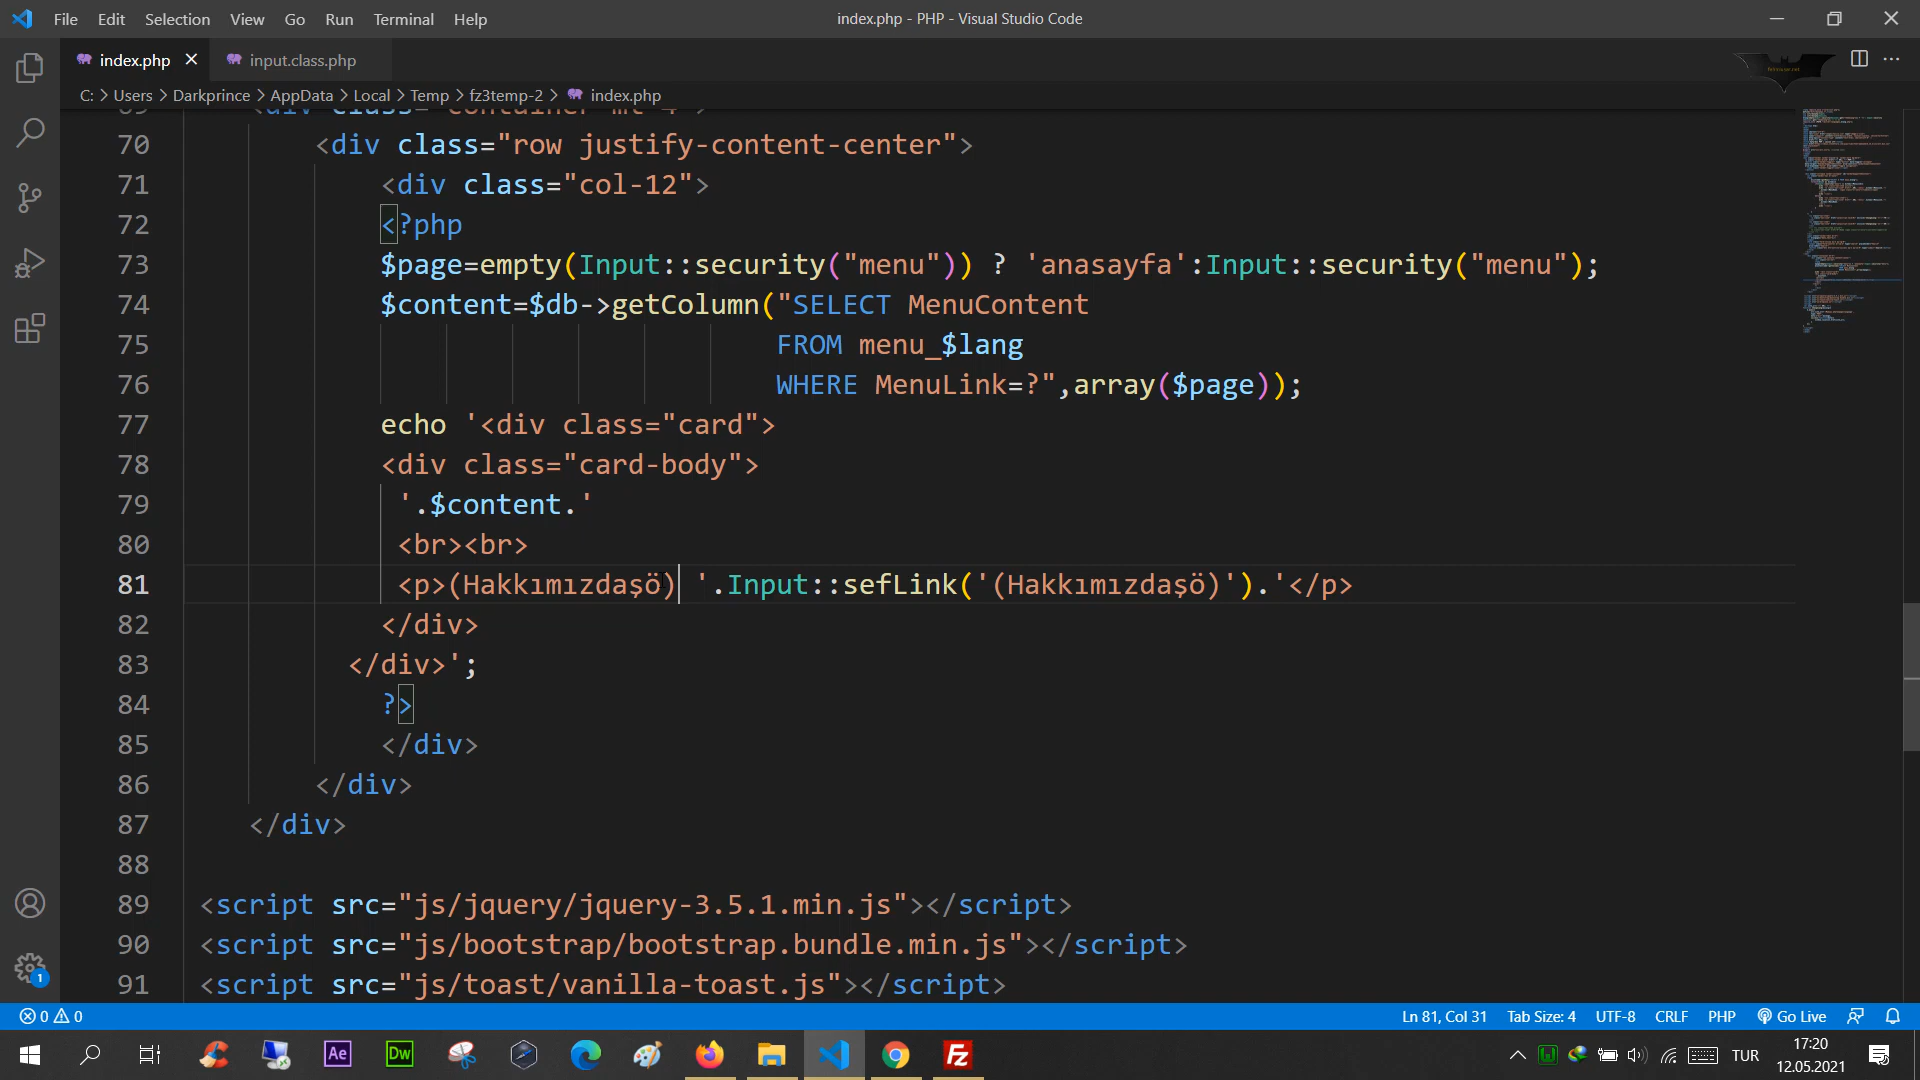 File Edit Selection View Go Run Terminal Help
index.php - PHP - Visual Studio Code
index.php input.class.php
C: > Users > Darkprince > AppData > Local > Temp > fz3temp-2 > index.php
70 <div class="row justify-content-center">
71 <div class="col-12">
72 <?php
73 $page=empty(Input::security("menu")) ? 'anasayfa':Input::security("menu");
74 $content=$db->getColumn("SELECT MenuContent
75 FROM menu_$lang
76 WHERE MenuLink=?",array($page));
77 echo '<div class="card">
78 <div class="card-body">
79 '.$content.'
80 <br><br>
81 <p>(Hakkımızdaşö) '.Input::sefLink('(Hakkımızdaşö)').'</p>
82 </div>
83 </div>';
84 ?>
85 </div>
86 </div>
87 </div>
88
89 <script src="js/jquery/jquery-3.5.1.min.js"></script>
90 <script src="js/bootstrap/bootstrap.bundle.min.js"></script>
91 <script src="js/toast/vanilla-toast.js"></script>
1
0 0 Ln 81, Col 31 Tab Size: 4 UTF-8 CRLF PHP Go Live
Ae Dw Fz TUR 17:20
12.05.2021